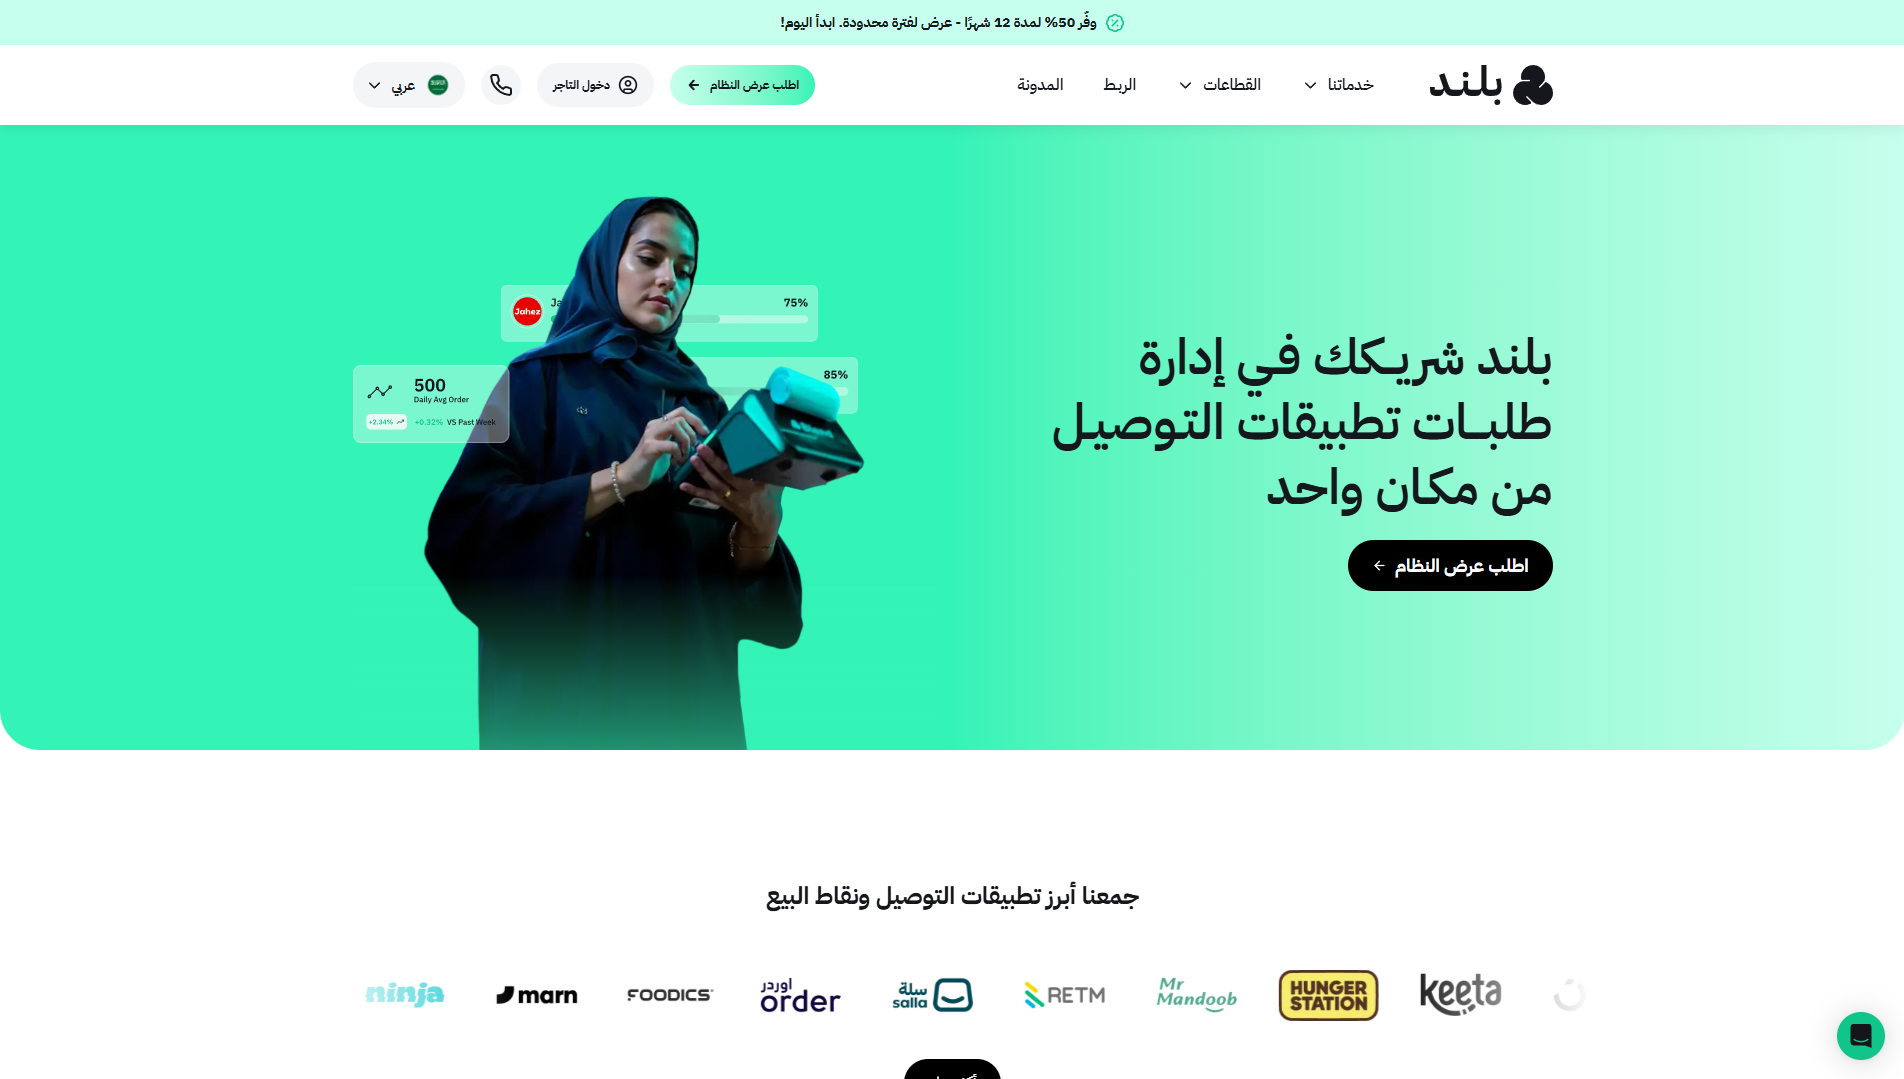 وفّر 50% لمدة 12 شهرًا - عرض لفترة محدودة. ابدأ اليوم!
بلند
خدماتنا
القطاعات
الربط
المدونة
اطلب عرض النظام
دخول التاجر
عربي
بلند شريكك في إدارة
طلبات تطبيقات التوصيل
من مكان واحد
اطلب عرض النظام
Jahez
75%
85%
500
Daily Avg Order
+2.34%
+0.32% VS Past Week
جمعنا أبرز تطبيقات التوصيل ونقاط البيع
keeta
HUNGER
STATION
Mr
Mandoob
RETM
سلة
salla
اوردر
order
FOODICS
marn
ninja